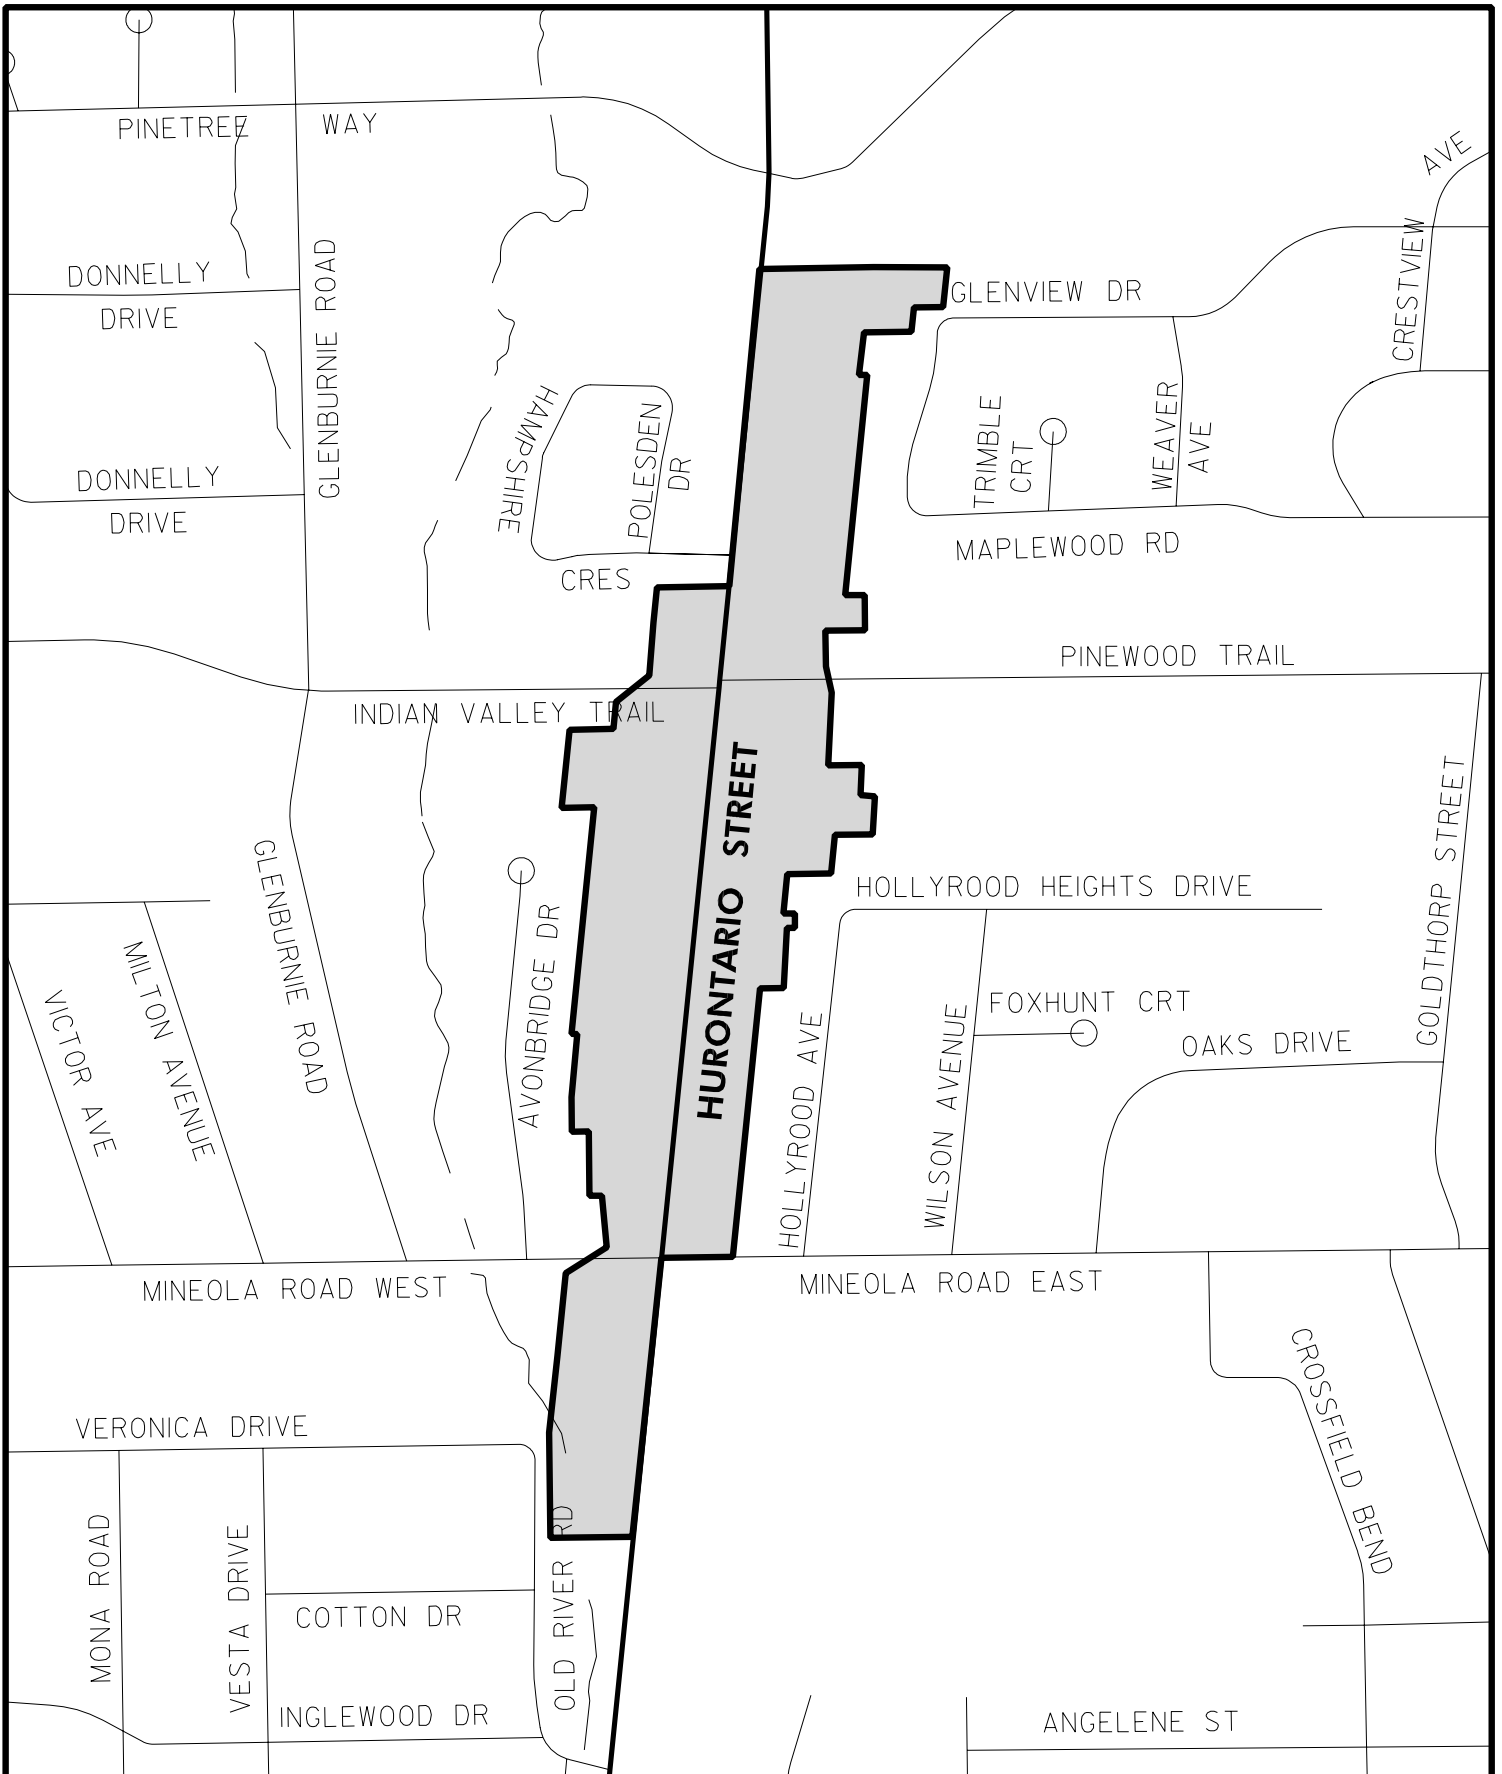 PINETREE WAY
AVE
CRESTVIEW
DONNELLY
DRIVE
GLENBURNIE ROAD
GLENVIEW DR
HAMPSHIRE
CRES
POLESDEN
DR
TRIMBLE
CRT
WEAVER
AVE
DONNELLY
DRIVE
MAPLEWOOD RD
PINEWOOD TRAIL
INDIAN VALLEY TRAIL
HURONTARIO STREET
GOLDTHORP STREET
GLENBURNIE ROAD
HOLLYROOD HEIGHTS DRIVE
MILTON AVENUE
VICTOR AVE
AVONBRIDGE DR
HOLLYROOD AVE
WILSON AVENUE
FOXHUNT CRT
OAKS DRIVE
MINEOLA ROAD WEST
MINEOLA ROAD EAST
CROSSFIELD BEND
VERONICA DRIVE
MONA ROAD
VESTA DRIVE
COTTON DR
OLD RIVER RD
INGLEWOOD DR
ANGELENE ST